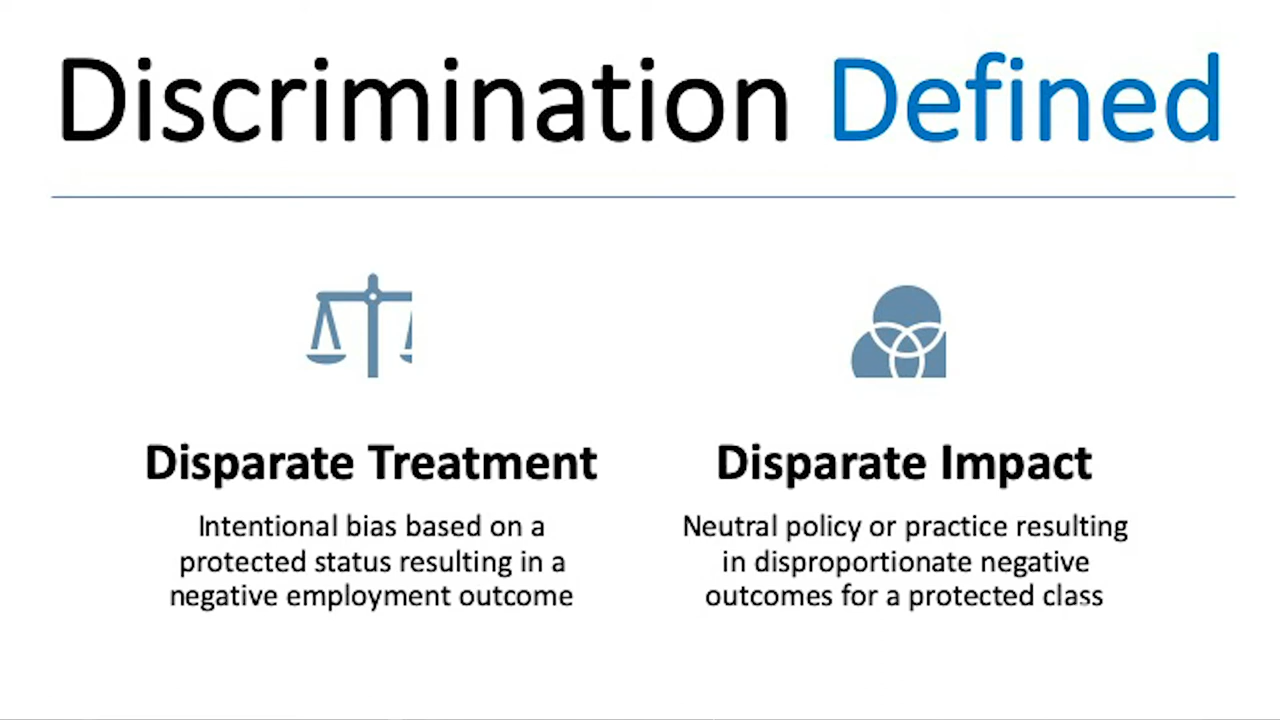 Discrimination Defined
Disparate Treatment
Intentional bias based on a
protected status resulting in a
negative employment outcome
Disparate Impact
Neutral policy or practice resulting
in disproportionate negative
outcomes for a protected class